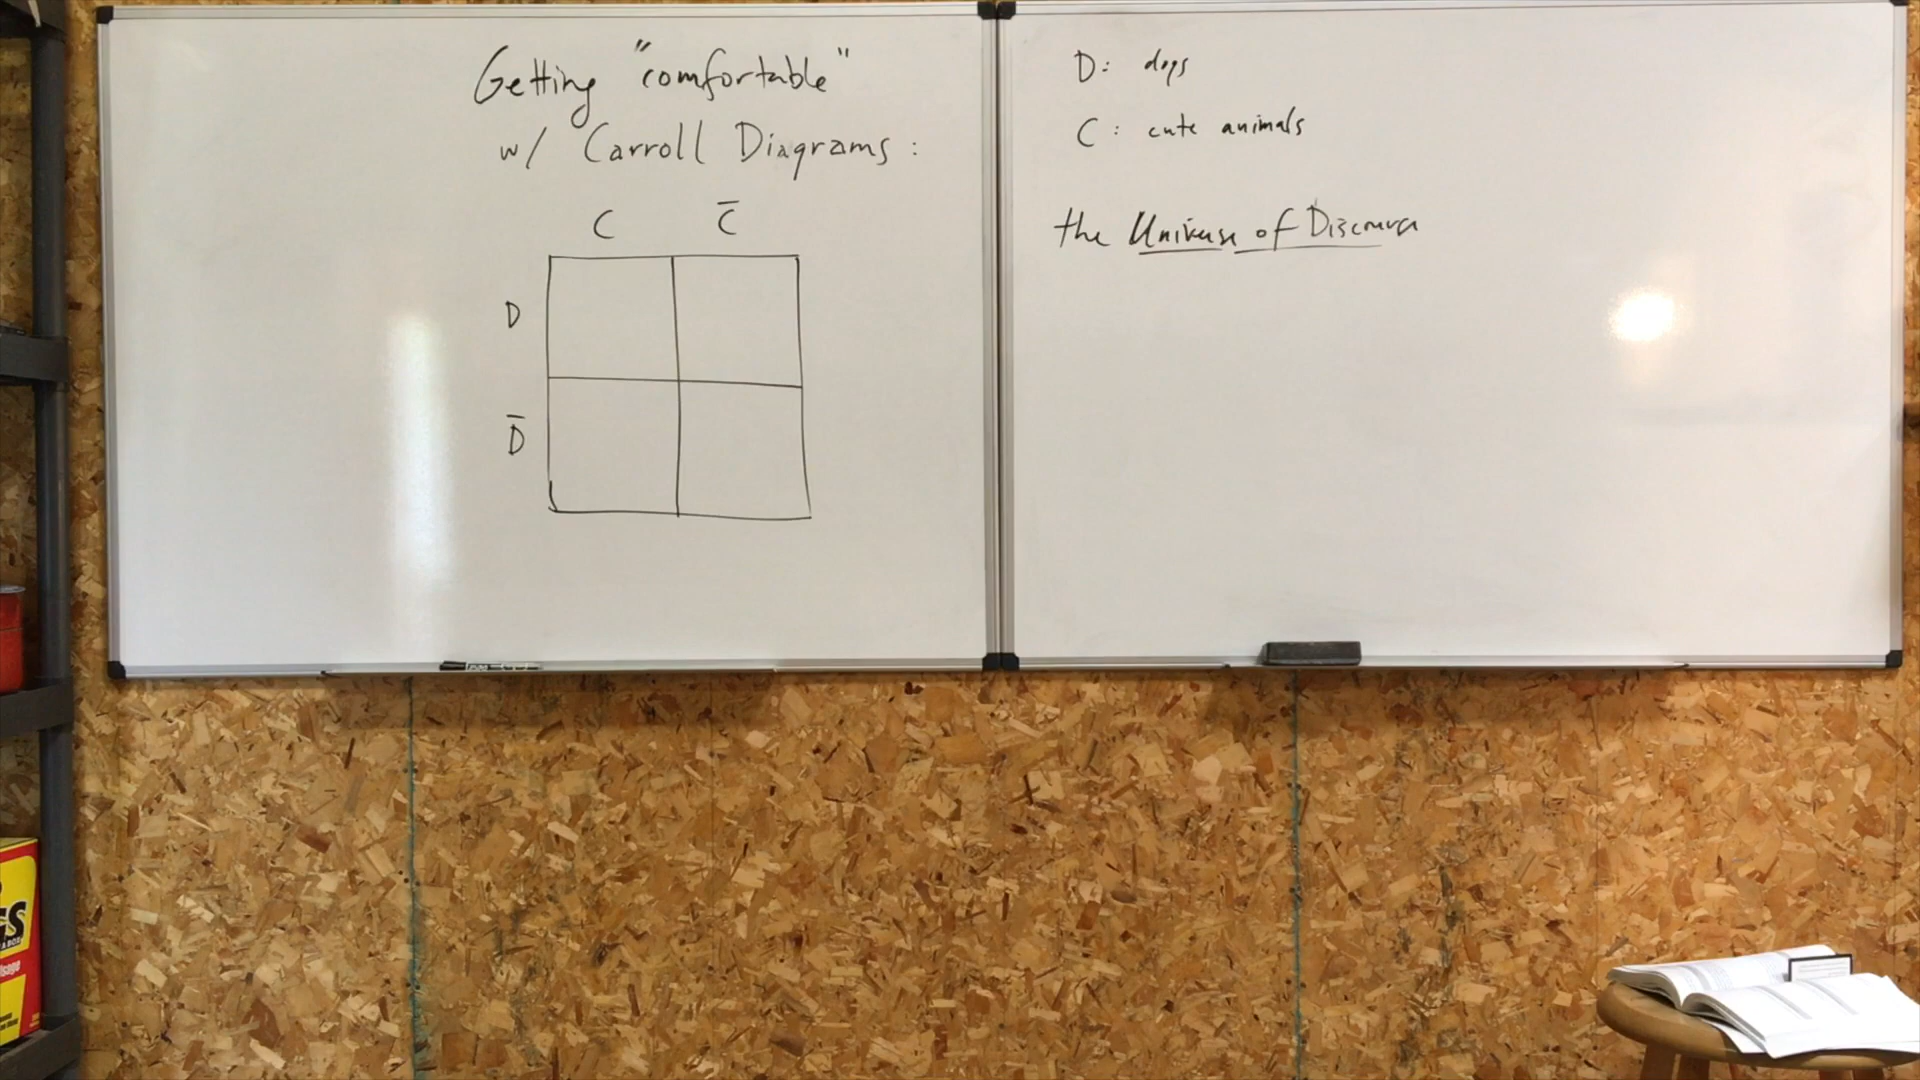 Getting "comfortable"
w/ Carroll Diagrams:
C C̅
D
D̅
D: dogs
C: cute animals
the Universe of Discourse